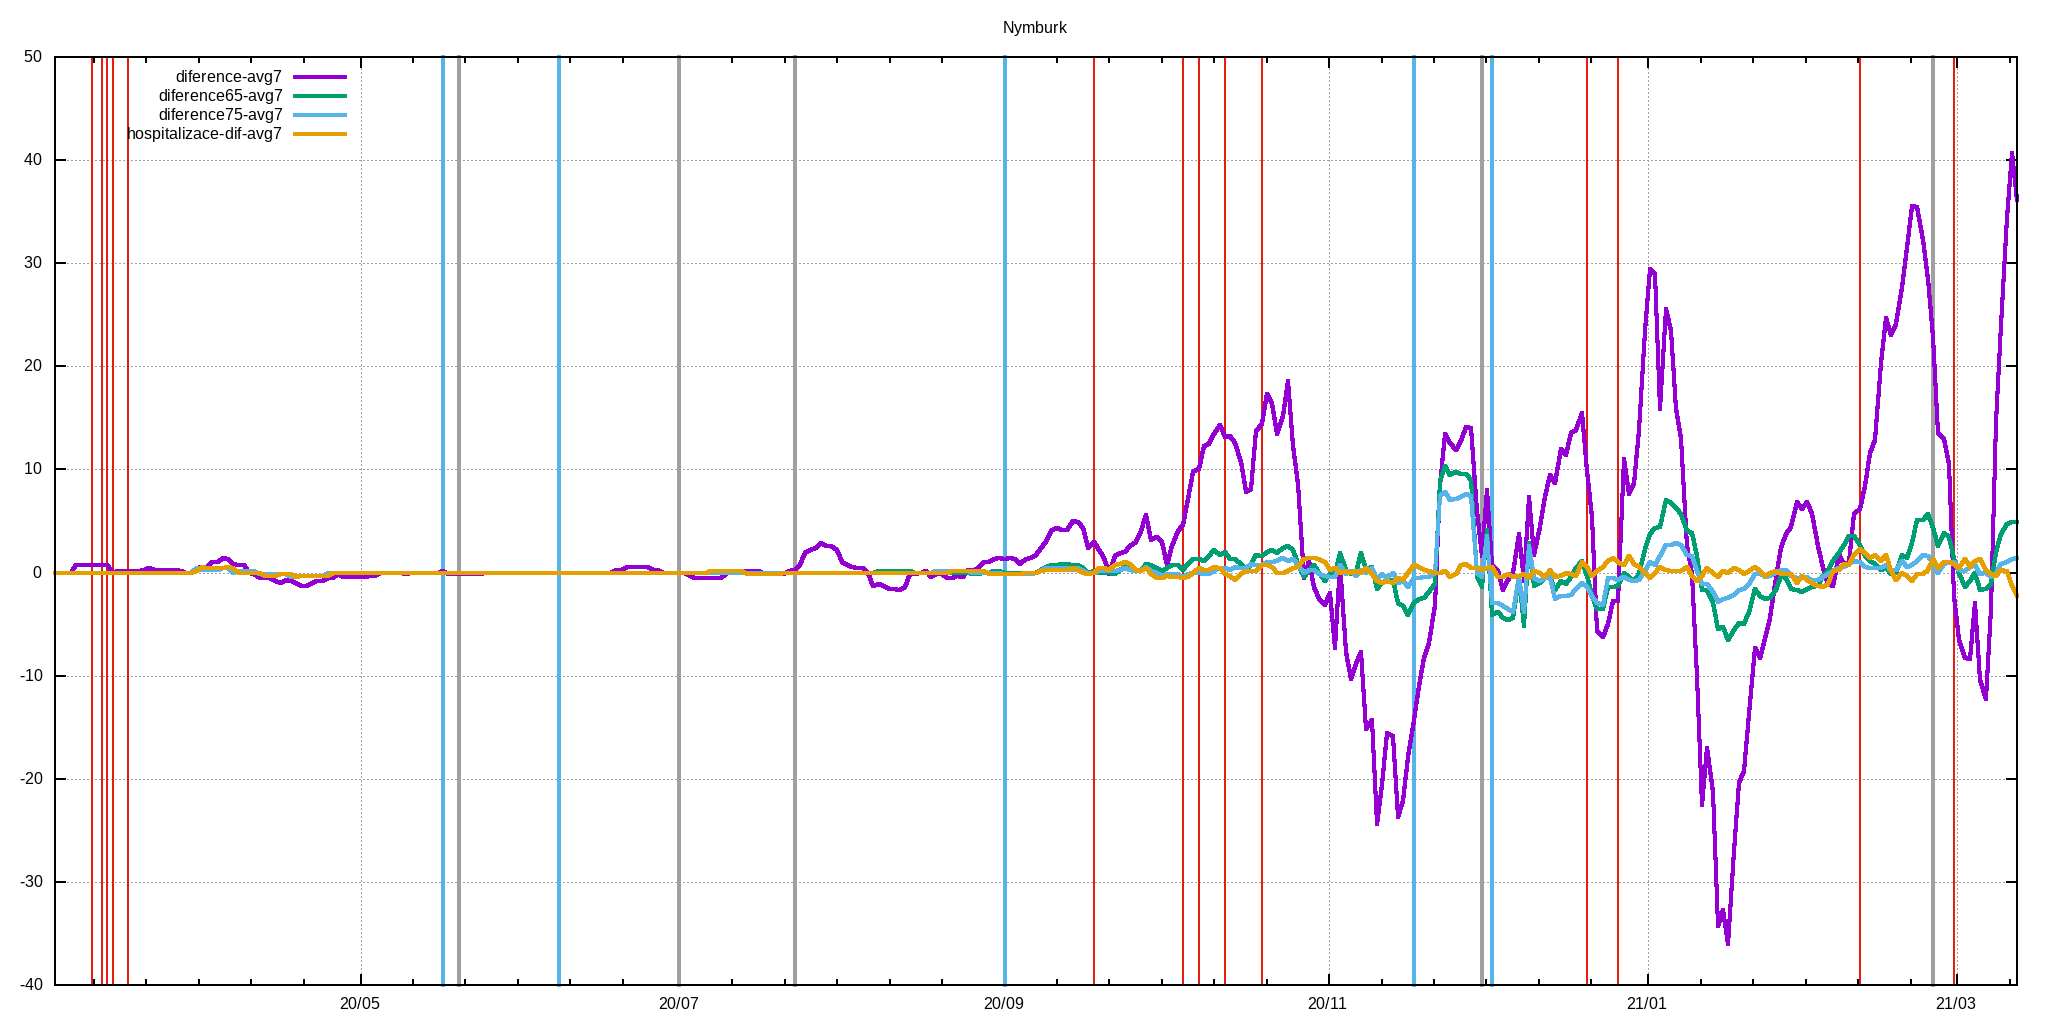 Nymburk
diference-avg7
diference65-avg7
diference75-avg7
hospitalizace-dif-avg7
50
40
30
20
10
0
-10
-20
-30
-40
20/05 20/07 20/09 20/11 21/01 21/03